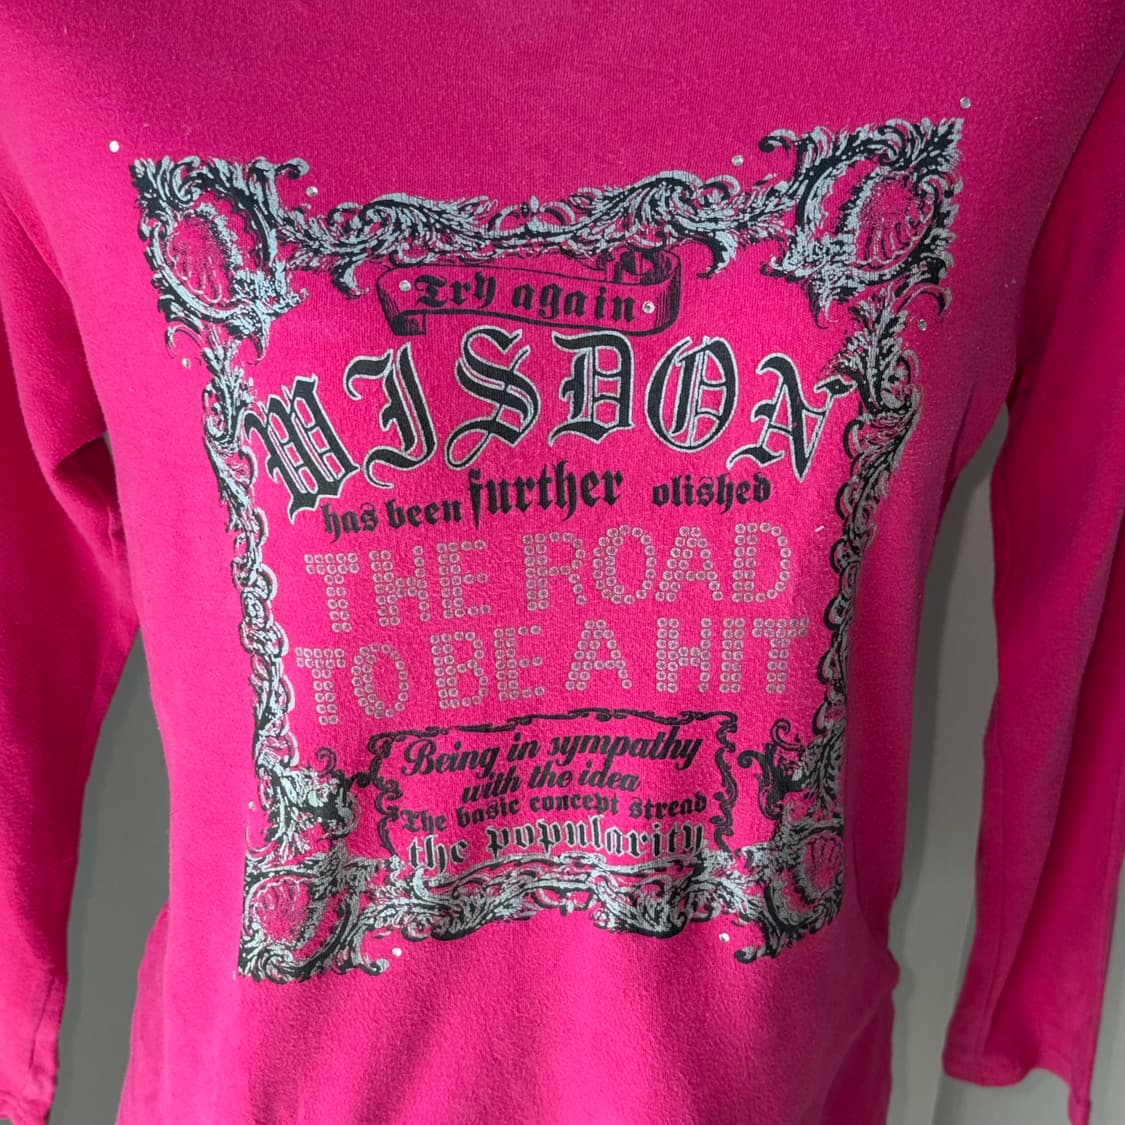 Try again
WISDON
has been further olished
THE ROAD
TO BE A HIT
Being in sympathy
with the idea
The basic concept stread
the popularity